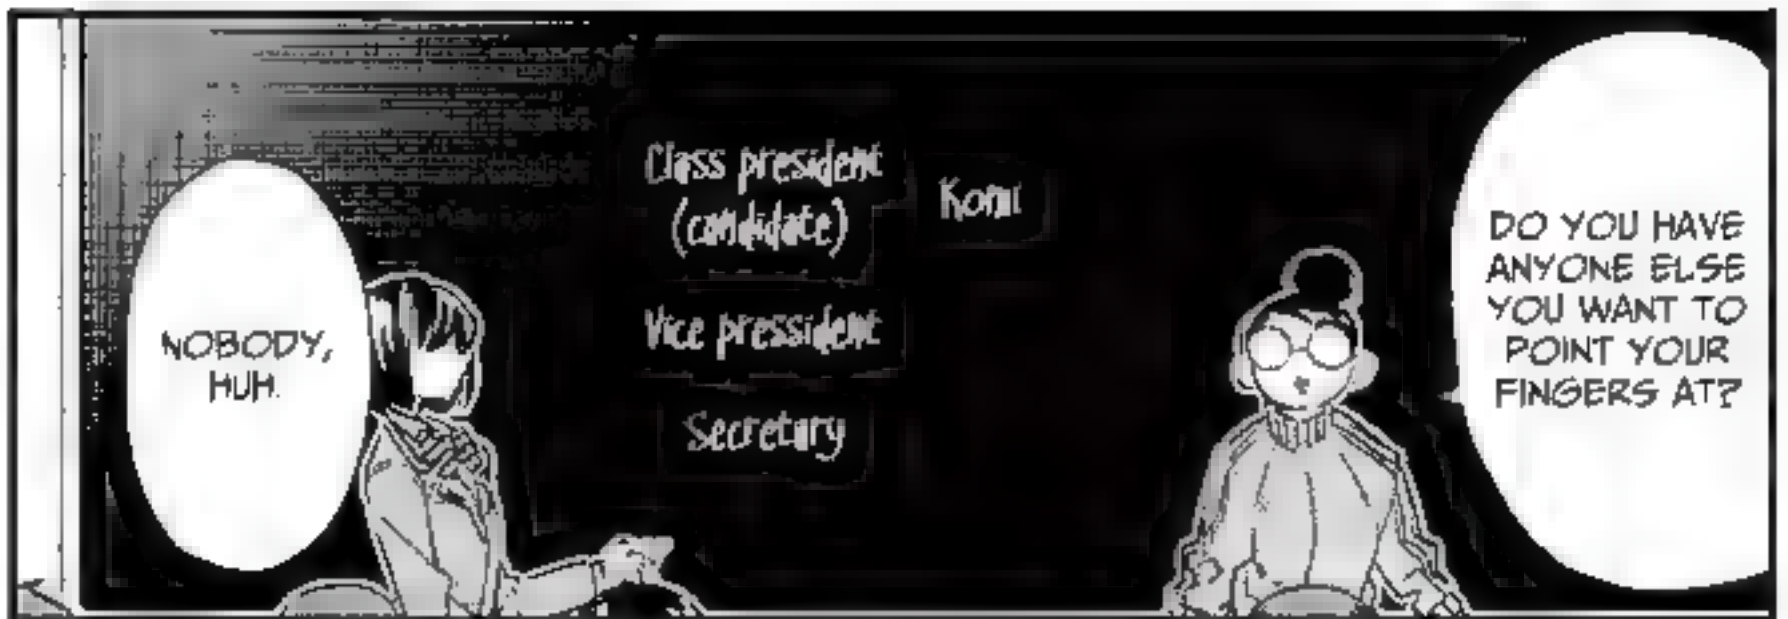 DO YOU HAVE
ANYONE ELSE
YOU WANT TO
POINT YOUR
FINGERS AT?
Class president
(candidate)
Komi
Vice pressident
Secretary
NOBODY,
HUH.